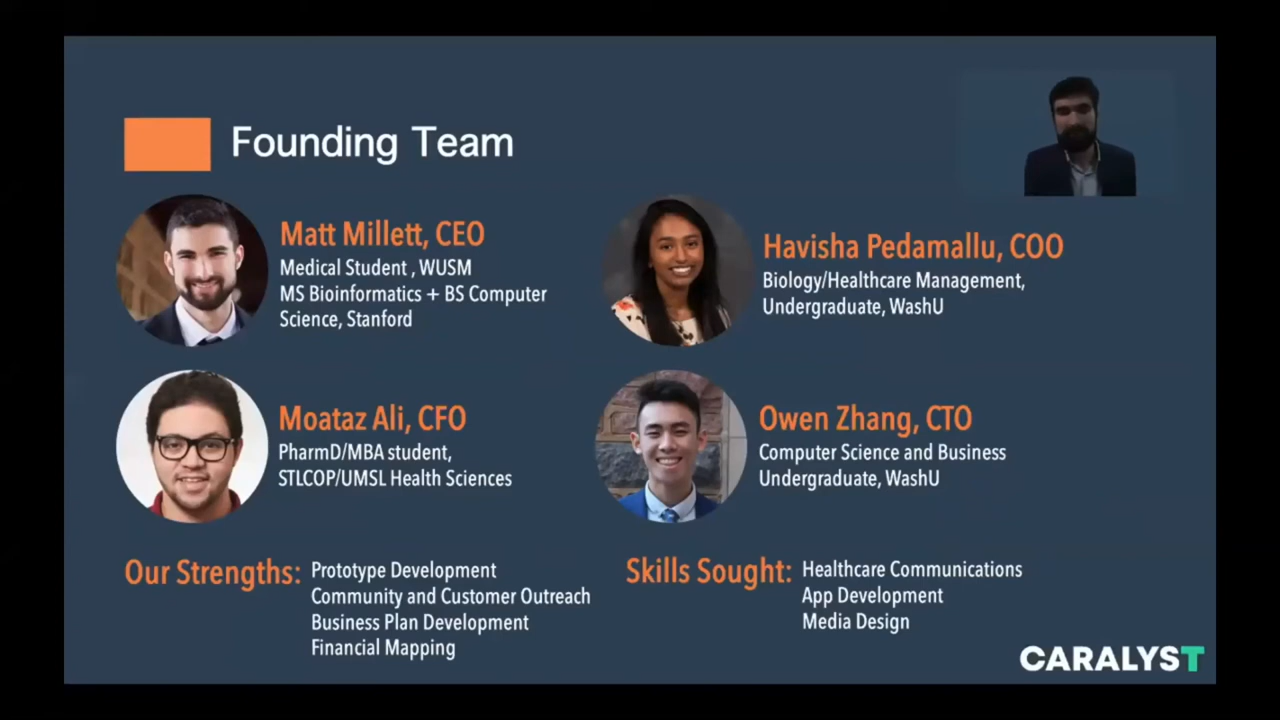 Founding Team
Matt Millett, CEO
Medical Student , WUSM
MS Bioinformatics + BS Computer
Science, Stanford
Havisha Pedamallu, COO
Biology/Healthcare Management,
Undergraduate, WashU
Moataz Ali, CFO
PharmD/MBA student,
STLCOP/UMSL Health Sciences
Owen Zhang, CTO
Computer Science and Business
Undergraduate, WashU
Our Strengths:
Prototype Development
Community and Customer Outreach
Business Plan Development
Financial Mapping
Skills Sought:
Healthcare Communications
App Development
Media Design
CARALYST